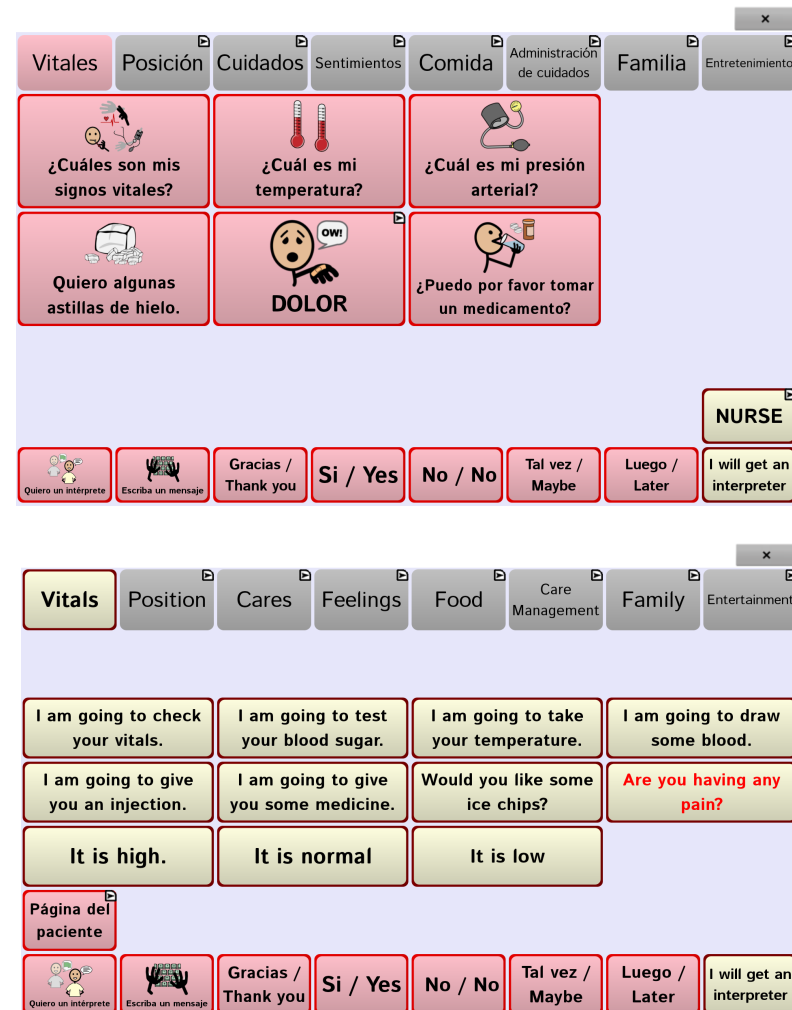 ×
Vitales
Posición
Cuidados
Sentimientos
Comida
Administración
de cuidados
Familia
Entretenimiento
¿Cuáles son mis
signos vitales?
¿Cuál es mi
temperatura?
¿Cuál es mi presión
arterial?
Quiero algunas
astillas de hielo.
OW!
DOLOR
¿Puedo por favor tomar
un medicamento?
NURSE
Quiero un intérprete
Escriba un mensaje
Gracias /
Thank you
Si / Yes
No / No
Tal vez /
Maybe
Luego /
Later
I will get an
interpreter
×
Vitals
Position
Cares
Feelings
Food
Care
Management
Family
Entertainment
I am going to check
your vitals.
I am going to test
your blood sugar.
I am going to take
your temperature.
I am going to draw
some blood.
I am going to give
you an injection.
I am going to give
you some medicine.
Would you like some
ice chips?
Are you having any
pain?
It is high.
It is normal
It is low
Página del
paciente
Quiero un intérprete
Escriba un mensaje
Gracias /
Thank you
Si / Yes
No / No
Tal vez /
Maybe
Luego /
Later
I will get an
interpreter